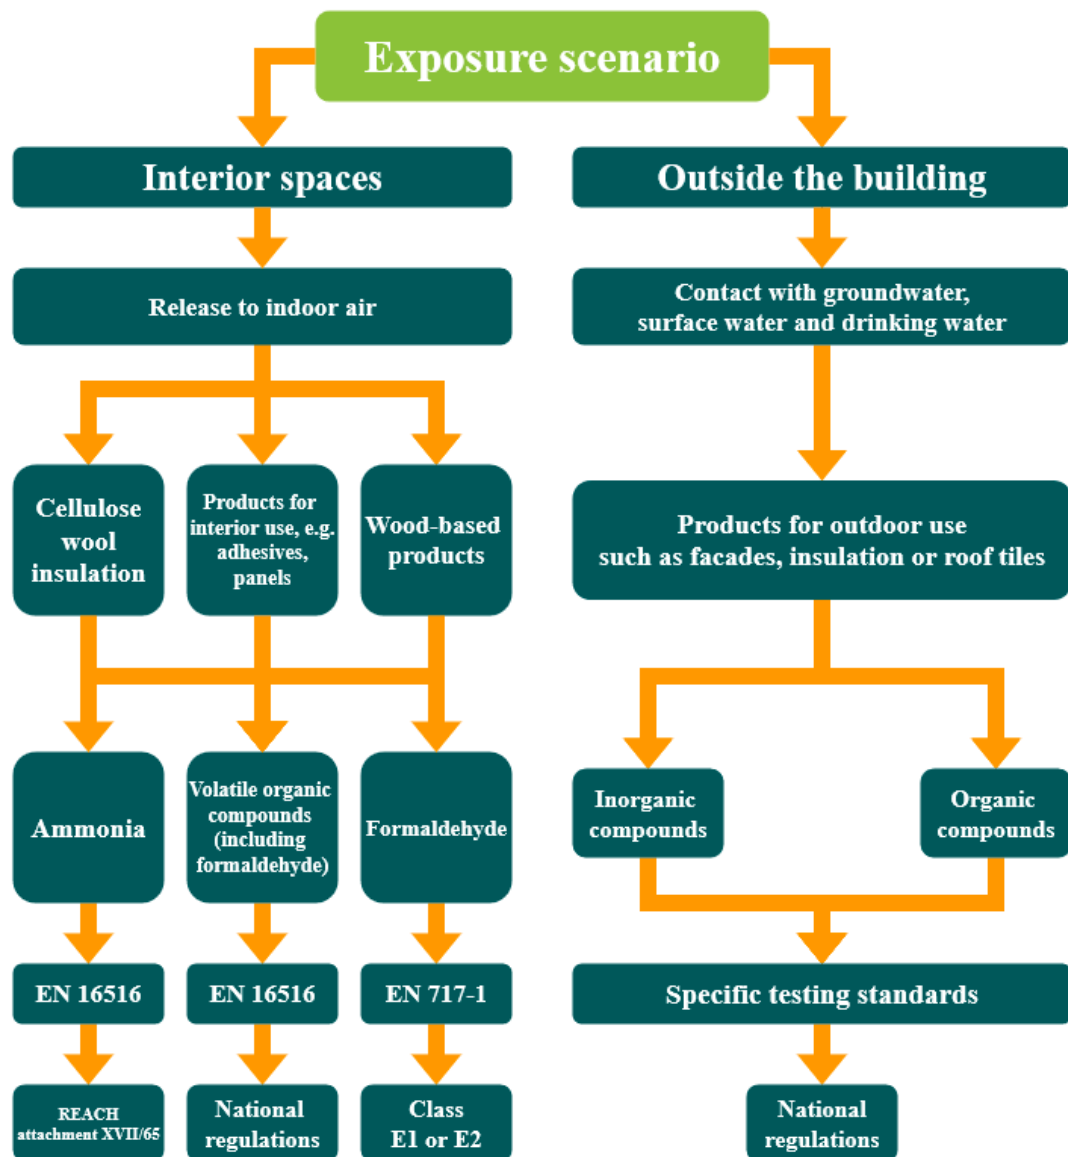 Exposure scenario
Interior spaces
Outside the building
Release to indoor air
Contact with groundwater,
surface water and drinking water
Cellulose
wool
insulation
Products for
interior use, e.g.
adhesives,
panels
Wood-based
products
Products for outdoor use
such as facades, insulation or roof tiles
Ammonia
Volatile organic
compounds
(including
formaldehyde)
Formaldehyde
Inorganic
compounds
Organic
compounds
EN 16516
EN 16516
EN 717-1
Specific testing standards
REACH
attachment XVII/65
National
regulations
Class
E1 or E2
National
regulations